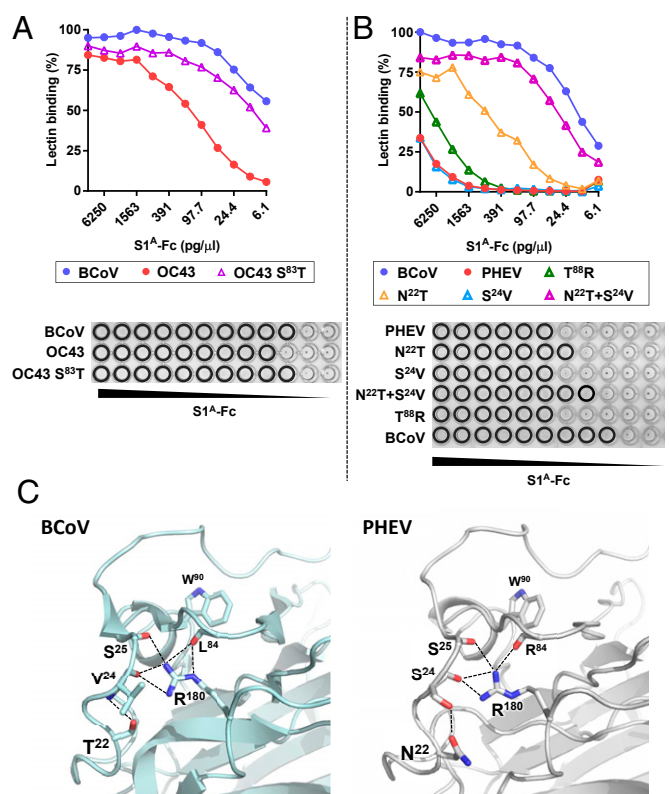 A
Lectin binding (%)
100
75
50
25
0
6250
1563
391
97.7
24.4
6.1
S1ᴬ-Fc (pg/µl)
BCoV OC43 OC43 S⁸³T
BCoV
OC43
OC43 S⁸³T
S1ᴬ-Fc
B
Lectin binding (%)
100
75
50
25
0
6250
1563
391
97.7
24.4
6.1
S1ᴬ-Fc (pg/µl)
BCoV PHEV T⁸⁸R
N²²T S²⁴V N²²T+S²⁴V
PHEV
N²²T
S²⁴V
N²²T+S²⁴V
T⁸⁸R
BCoV
S1ᴬ-Fc
C
BCoV
W⁹⁰
S²⁵
L⁸⁴
V²⁴
R¹⁸⁰
T²²
PHEV
W⁹⁰
S²⁵
R⁸⁴
S²⁴
R¹⁸⁰
N²²